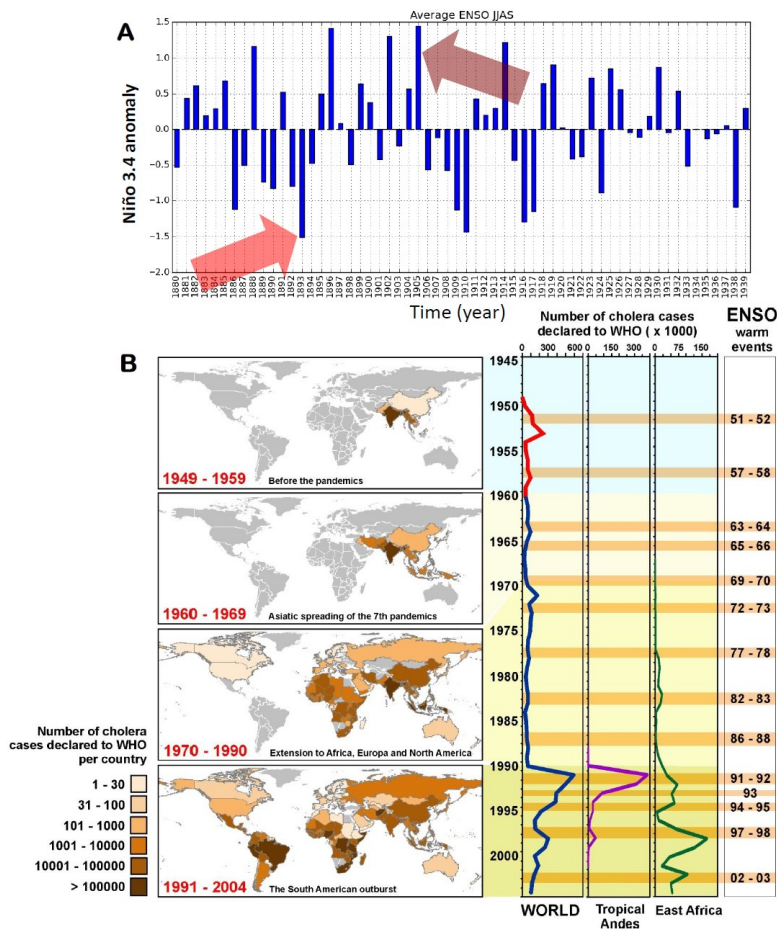 Average ENSO JJAS
A
1.5
1.0
0.5
0.0
−0.5
−1.0
−1.5
−2.0
Niño 3.4 anomaly
1880 1881 1882 1883 1884 1885 1886 1887 1888 1889 1890 1891 1892 1893 1894 1895 1896 1897 1898 1899 1900 1901 1902 1903 1904 1905 1906 1907 1908 1909 1910 1911 1912 1913 1914 1915 1916 1917 1918 1919 1920 1921 1922 1923 1924 1925 1926 1927 1928 1929 1930 1931 1932 1933 1934 1935 1936 1937 1938 1939
Time (year)
B
Number of cholera cases
declared to WHO ( x 1000)
ENSO
warm
events
0 300 600 0 150 300 0 75 150
1945
1950
1955
1960
1965
1970
1975
1980
1985
1990
1995
2000
51 - 52
57 - 58
63 - 64
65 - 66
69 - 70
72 - 73
77 - 78
82 - 83
86 - 88
91 - 92
93
94 - 95
97 - 98
02 - 03
1949 - 1959 Before the pandemics
1960 - 1969 Asiatic spreading of the 7th pandemics
1970 - 1990 Extension to Africa, Europa and North America
1991 - 2004 The South American outburst
Number of cholera
cases declared to WHO
per country
1 - 30
31 - 100
101 - 1000
1001 - 10000
10001 - 100000
> 100000
WORLD
Tropical
Andes
East Africa